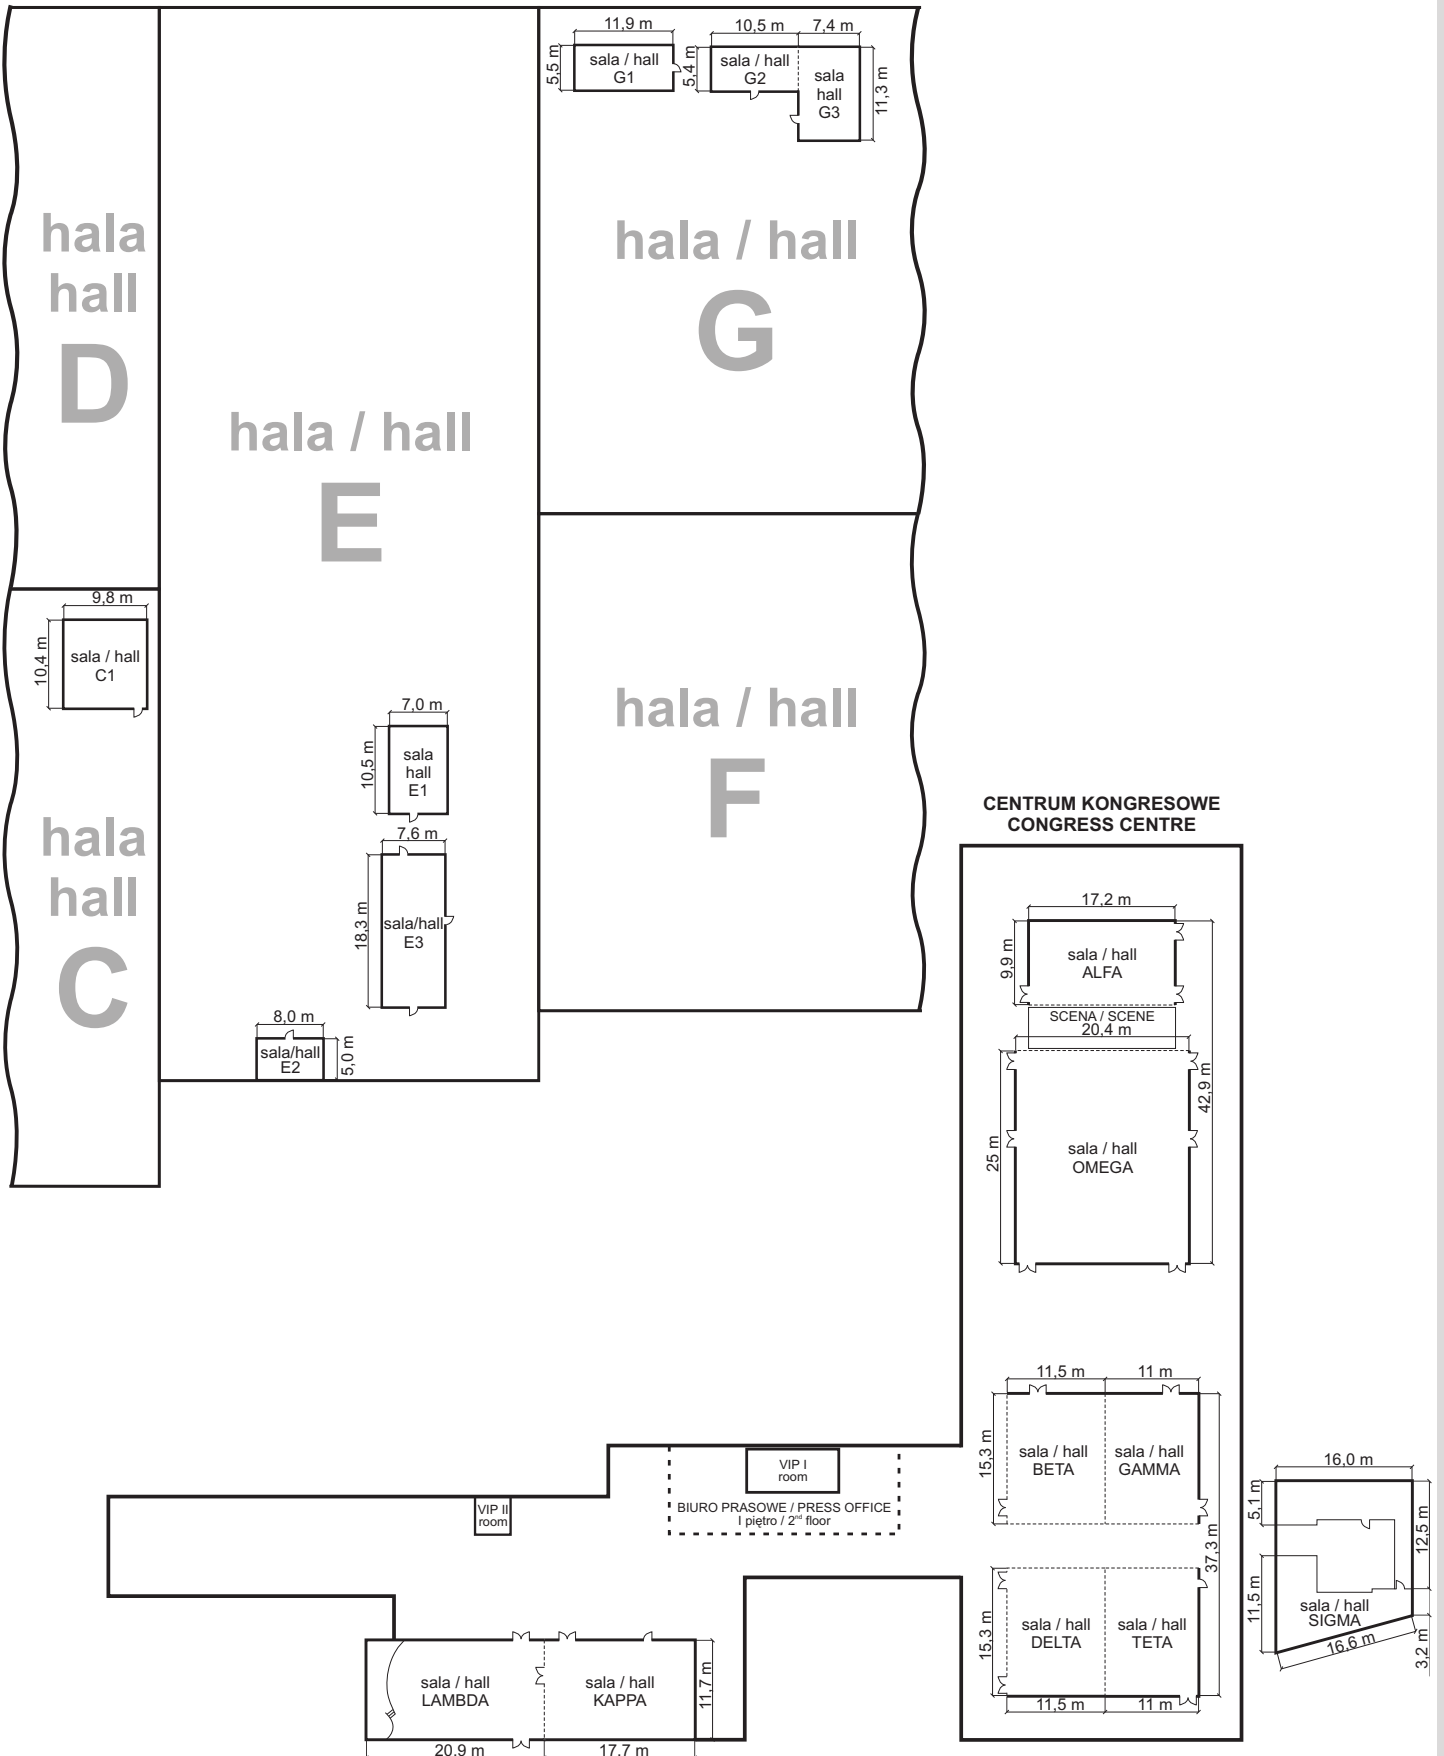 11,9 m
5,5 m
sala / hall
G1
10,5 m
7,4 m
5,4 m
sala / hall
G2
sala
hall
G3
11,3 m
hala
hall
D
hala / hall
E
hala / hall
G
9,8 m
10,4 m
sala / hall
C1
hala
hall
C
7,0 m
10,5 m
sala
hall
E1
7,6 m
18,3 m
sala/hall
E3
8,0 m
sala/hall
E2
5,0 m
hala / hall
F
CENTRUM KONGRESOWE
CONGRESS CENTRE
17,2 m
9,9 m
sala / hall
ALFA
SCENA / SCENE
20,4 m
42,9 m
25 m
sala / hall
OMEGA
11,5 m
11 m
15,3 m
sala / hall
BETA
sala / hall
GAMMA
37,3 m
15,3 m
sala / hall
DELTA
sala / hall
TETA
11,5 m
11 m
16,0 m
5,1 m
12,5 m
11,5 m
sala / hall
SIGMA
16,6 m
3,2 m
VIP I
room
BIURO PRASOWE / PRESS OFFICE
I piętro / 2nd floor
VIP II
room
sala / hall
LAMBDA
sala / hall
KAPPA
11,7 m
20,9 m
17,7 m